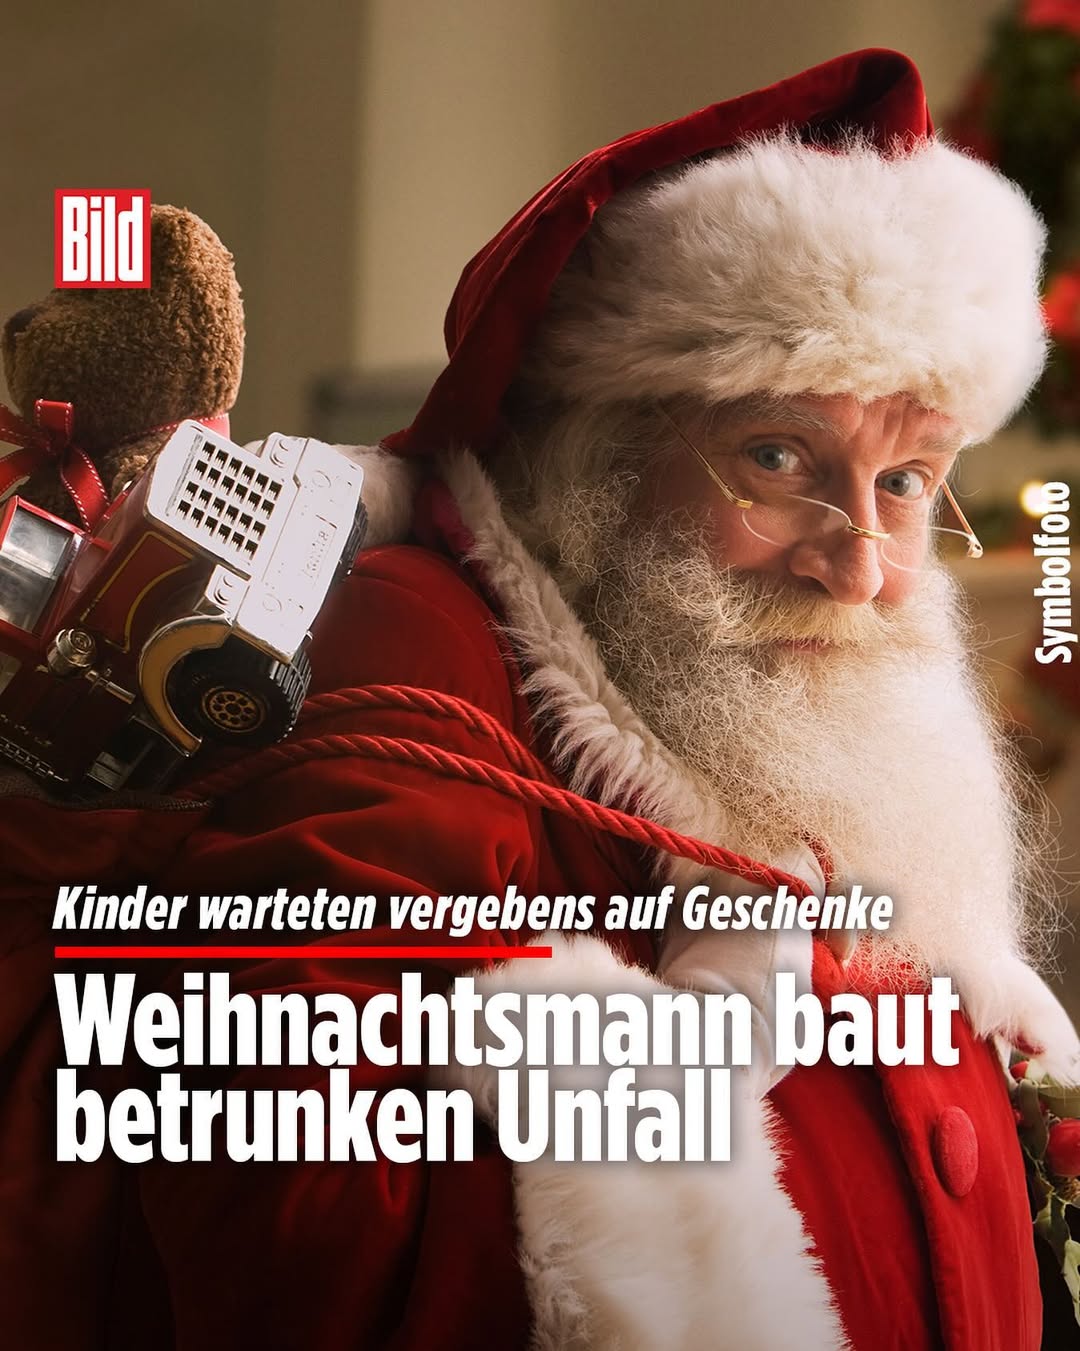 Bild
Symbolfoto
Kinder warteten vergebens auf Geschenke
Weihnachtsmann baut
betrunken Unfall